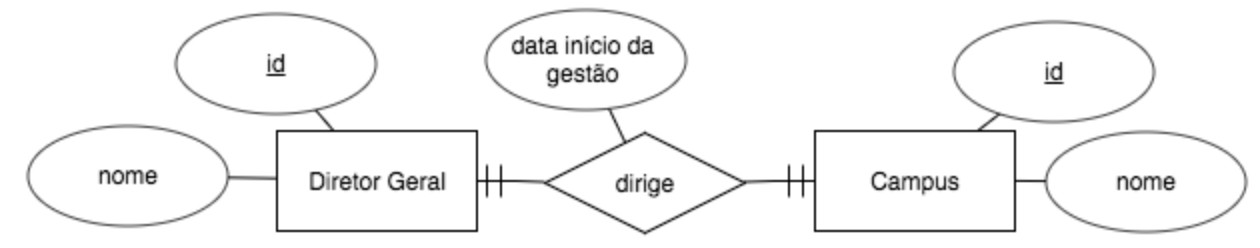 id
data início da
gestão
id
nome
Diretor Geral
dirige
Campus
nome